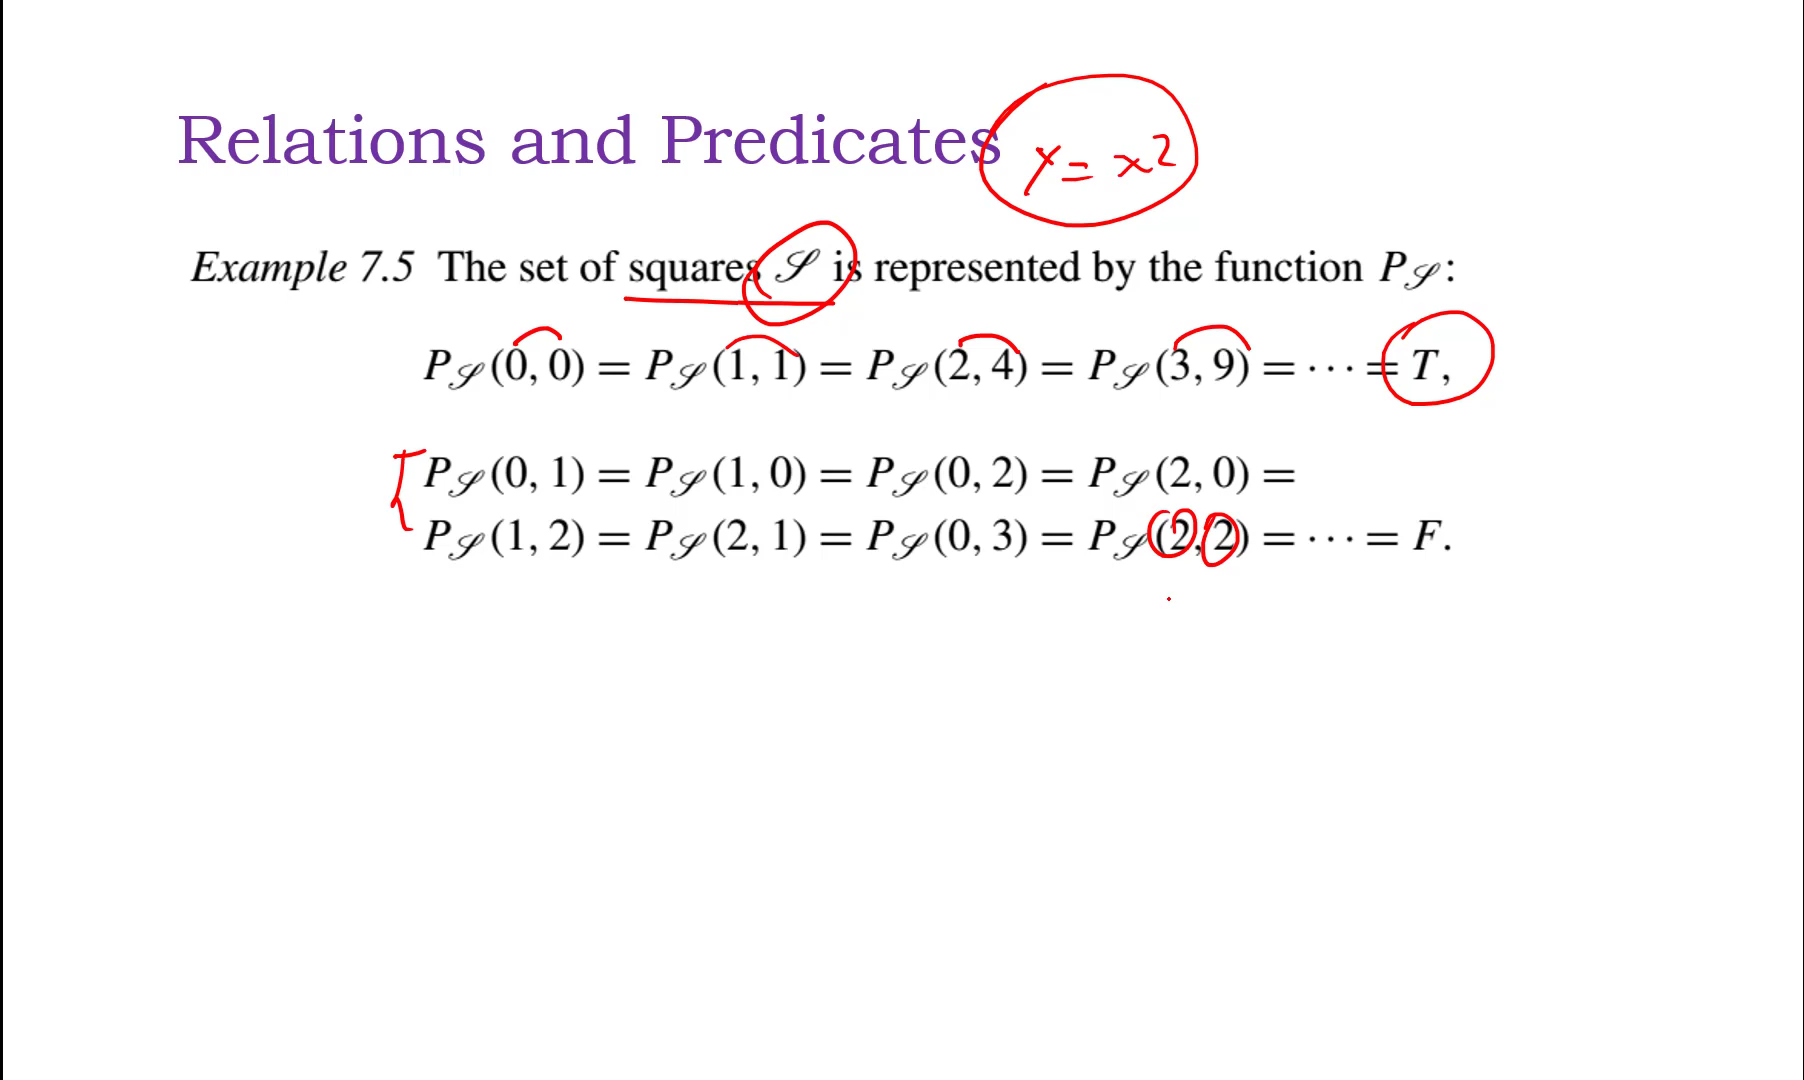 Relations and Predicates
y = x²
Example 7.5 The set of squares 𝒮 is represented by the function P𝒮:
P𝒮(0, 0) = P𝒮(1, 1) = P𝒮(2, 4) = P𝒮(3, 9) = ··· = T,
P𝒮(0, 1) = P𝒮(1, 0) = P𝒮(0, 2) = P𝒮(2, 0) =
P𝒮(1, 2) = P𝒮(2, 1) = P𝒮(0, 3) = P𝒮(2, 2) = ··· = F.